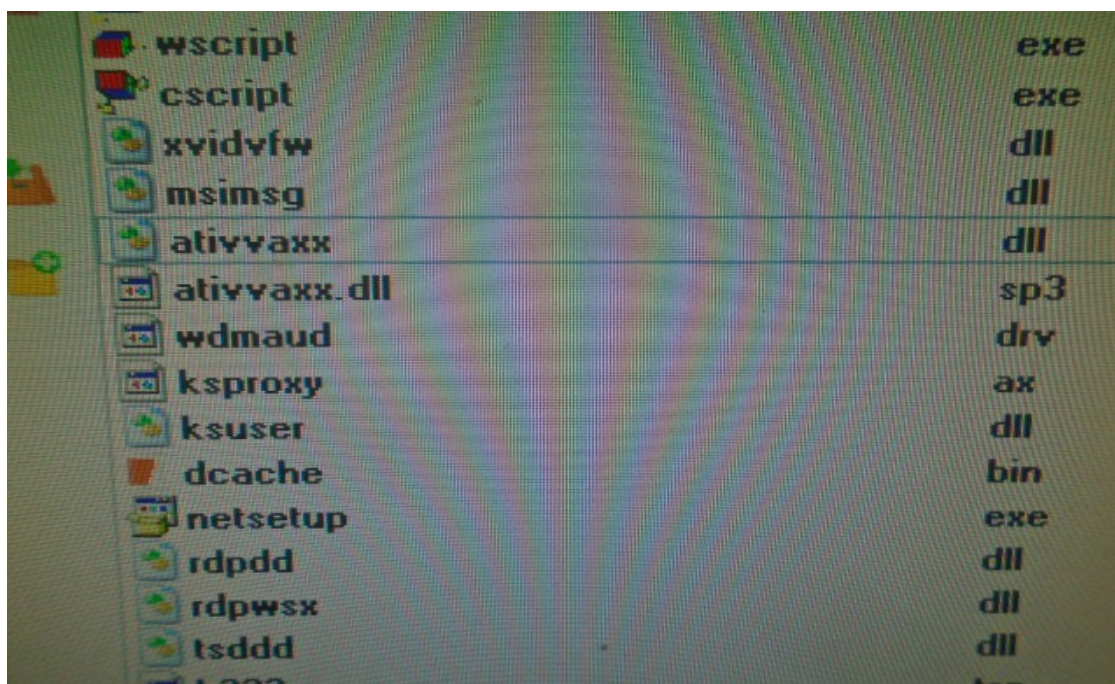 wscript exe
cscript exe
xvidvfw dll
msimsg dll
ativvaxx dll
ativvaxx.dll sp3
wdmaud drv
ksproxy ax
ksuser dll
dcache bin
netsetup exe
rdpdd dll
rdpwsx dll
tsddd dll